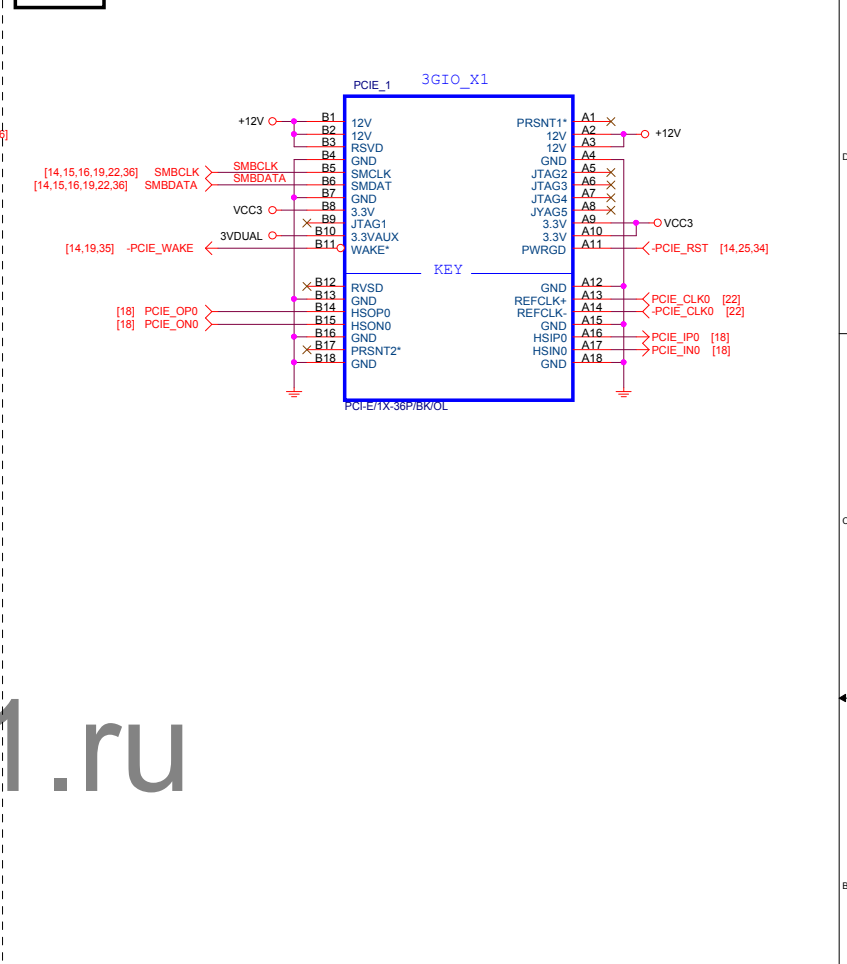 3GIO_X1
PCIE_1
+12V B1 12V PRSNT1* A1
B2 12V 12V A2 +12V
B3 RSVD 12V A3
B4 GND GND A4
[14,15,16,19,22,36] SMBCLK SMBCLK B5 SMCLK JTAG2 A5
[14,15,16,19,22,36] SMBDATA SMBDATA B6 SMDAT JTAG3 A6
B7 GND JTAG4 A7
VCC3 B8 3.3V JYAG5 A8
B9 JTAG1 3.3V A9 VCC3
3VDUAL B10 3.3VAUX 3.3V A10
[14,19,35] -PCIE_WAKE B11 WAKE* PWRGD A11 -PCIE_RST [14,25,34]
KEY
B12 RVSD GND A12
B13 GND REFCLK+ A13 PCIE_CLK0 [22]
[18] PCIE_OP0 B14 HSOP0 REFCLK- A14 -PCIE_CLK0 [22]
[18] PCIE_ON0 B15 HSON0 GND A15
B16 GND HSIP0 A16 PCIE_IP0 [18]
B17 PRSNT2* HSIN0 A17 PCIE_IN0 [18]
B18 GND GND A18
PCI-E/1X-36P/BK/OL
1.ru